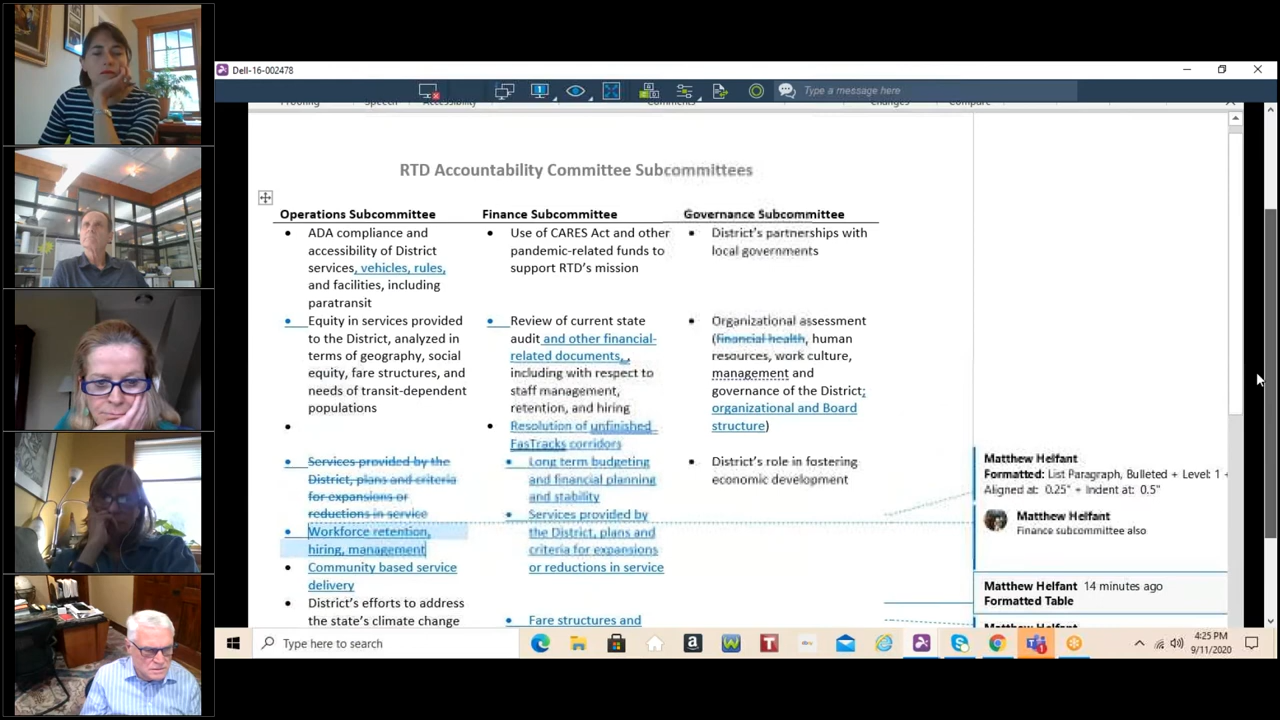 Dell-16-002478
Type a message here
Proofing
Speech
Accessibility
Comments
Changes
Compare
RTD Accountability Committee Subcommittees
Operations Subcommittee
ADA compliance and
accessibility of District
services, vehicles, rules,
and facilities, including
paratransit
Equity in services provided
to the District, analyzed in
terms of geography, social
equity, fare structures, and
needs of transit-dependent
populations
Services provided by the
District, plans and criteria
for expansions or
reductions in service
Workforce retention,
hiring, management
Community based service
delivery
District's efforts to address
the state's climate change
Finance Subcommittee
Use of CARES Act and other
pandemic-related funds to
support RTD's mission
Review of current state
audit and other financial-
related documents, ,
including with respect to
staff management,
retention, and hiring
Resolution of unfinished
FasTracks corridors
Long term budgeting
and financial planning
and stability
Services provided by
the District, plans and
criteria for expansions
or reductions in service
Fare structures and
Governance Subcommittee
District's partnerships with
local governments
Organizational assessment
(financial health, human
resources, work culture,
management and
governance of the District;
organizational and Board
structure)
District's role in fostering
economic development
Matthew Helfant
Formatted: List Paragraph, Bulleted + Level: 1 +
Aligned at: 0.25" + Indent at: 0.5"
Matthew Helfant
Finance subcommittee also
Matthew Helfant 14 minutes ago
Formatted Table
Type here to search
4:25 PM
9/11/2020